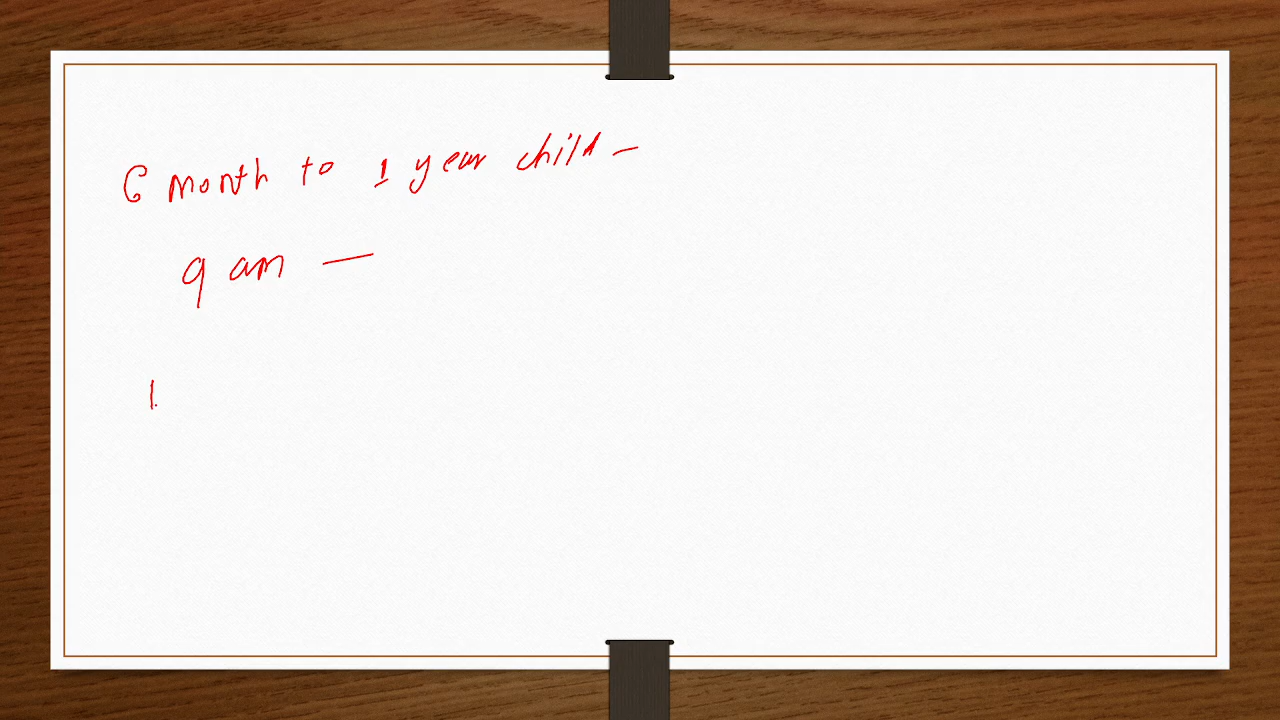 6 month to 1 year child -
9 am —
1.